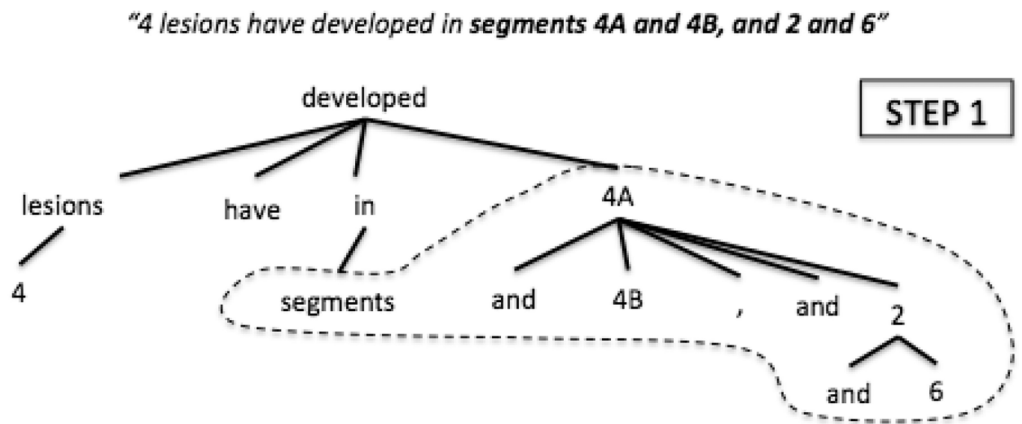 “4 lesions have developed in segments 4A and 4B, and 2 and 6”
developed
STEP 1
lesions have in 4A
4 segments and 4B , and 2
and 6